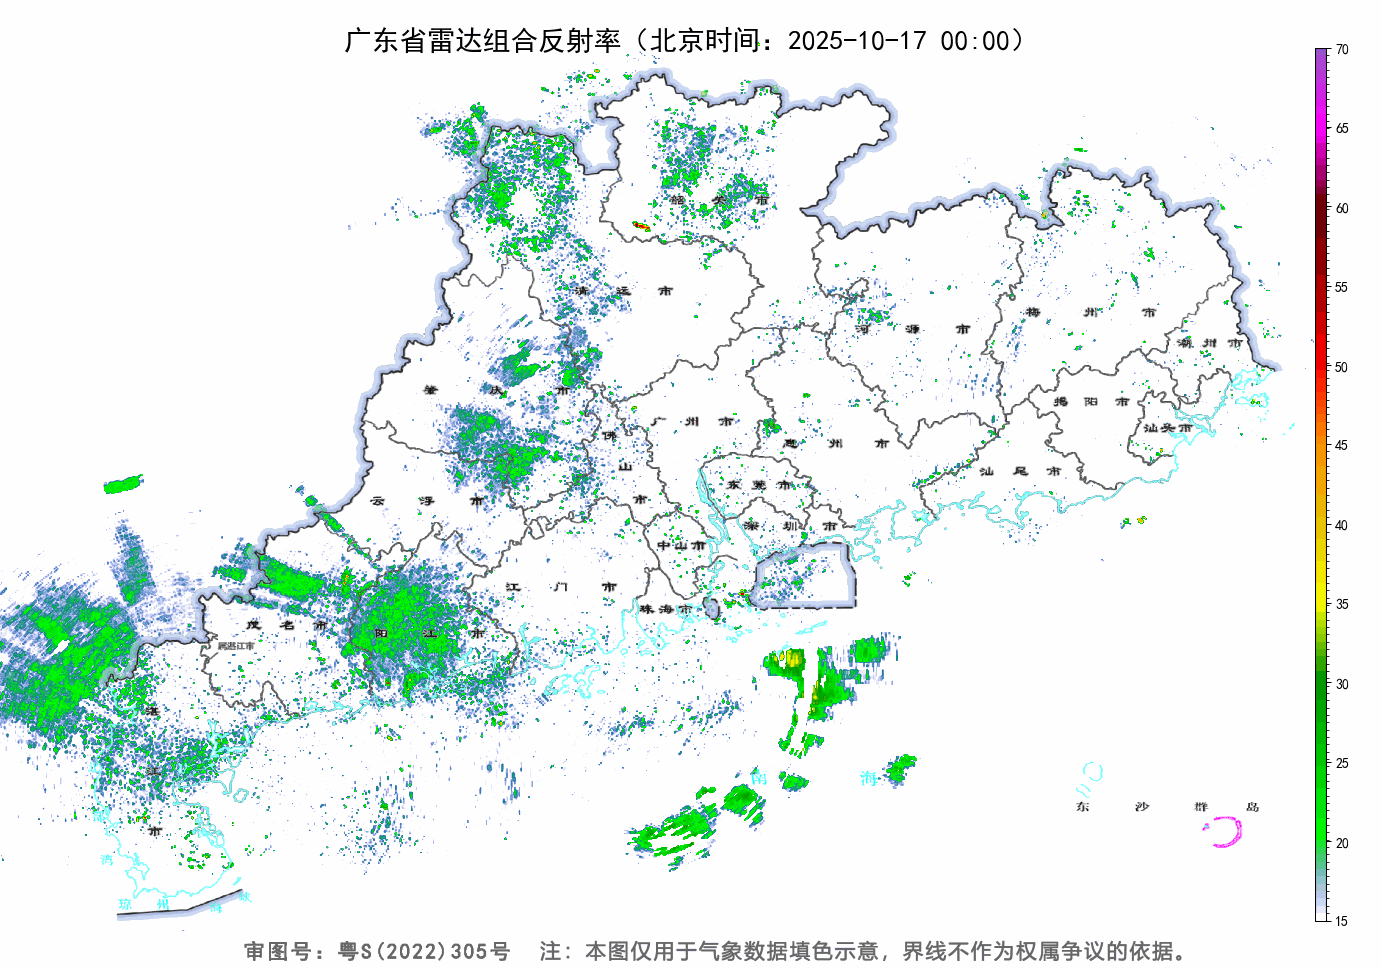 广东省雷达组合反射率（北京时间：2025-10-17 00:00）
70
65
60
55
50
45
40
35
30
25
20
15
韶 关 市
清 远 市
河 源 市
梅 州 市
潮 州 市
肇 庆 市
广 州 市
佛 山 市
惠 州 市
揭 阳 市
汕头市
汕 尾 市
东 莞 市
云 浮 市
深 圳 市
中山市
江 门 市
珠海市
茂 名 市
阳 江 市
属湛江市
湛 江 市
南 海
东 沙 群 岛
湾
琼 州 海 峡
审图号：粤S(2022)305号 注：本图仅用于气象数据填色示意，界线不作为权属争议的依据。